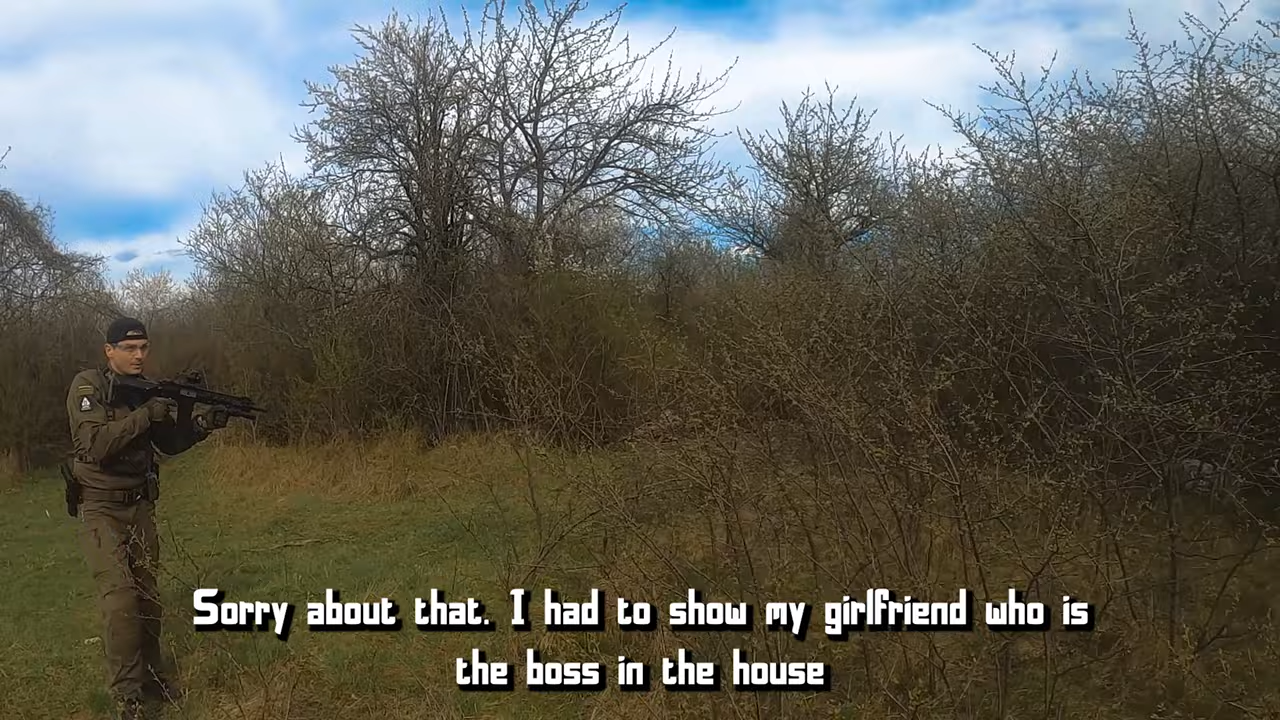 Sorry about that. I had to show my girlfriend who is
the boss in the house